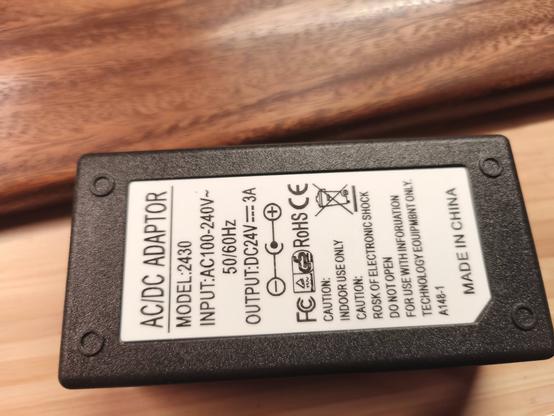 AC/DC ADAPTOR
MODEL:2430
INPUT:AC100-240V~
50/60Hz
OUTPUT:DC24V⎓3A
FC RoHS CE
CAUTION:
INDOOR USE ONLY
CAUTION:
ROSK OF ELECTRONIC SHOCK
DO NOT OPEN
FOR USE WITH INFORUATION
TECHNOLOGY EQUIPMENT ONLY.
A148-1
MADE IN CHINA